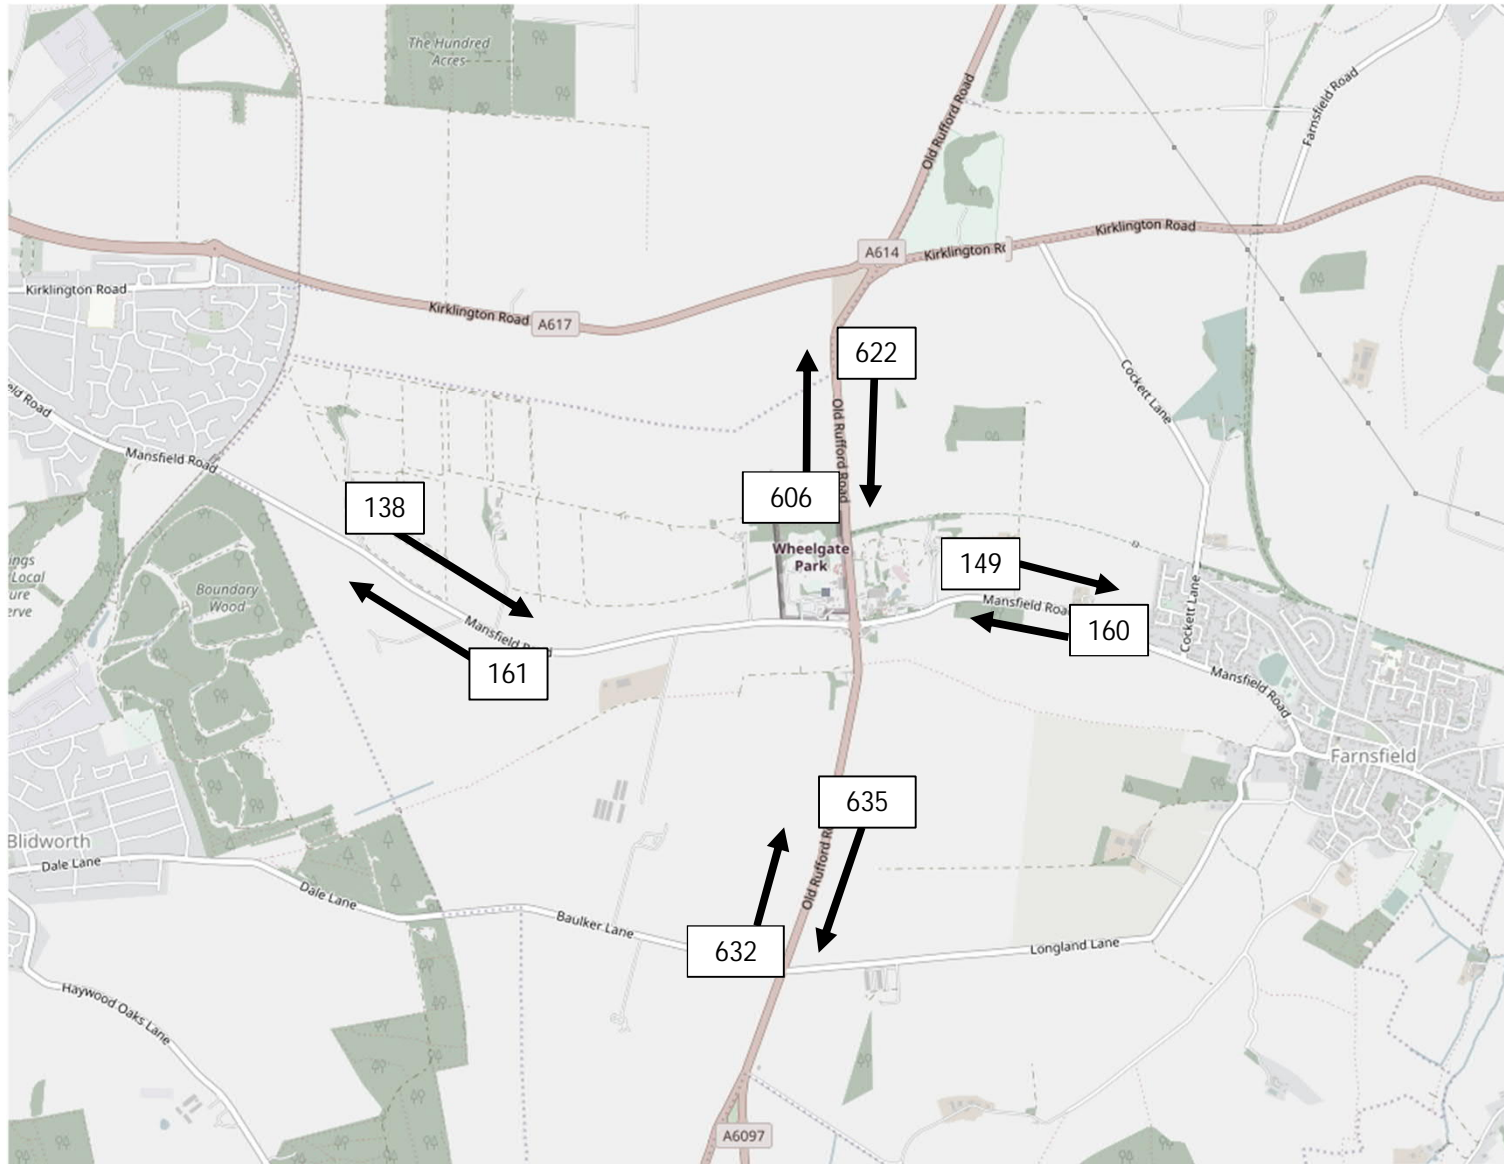 The Hundred
Acres
Old Rufford Road
Farnsfield Road
A614
Kirklington Rd
Kirklington Road
Kirklington Road
Kirklington Road
A617
622
Cockett Lane
Old Rufford Road
Mansfield Road
138
606
Wheelgate
Park
149
Mansfield Road
160
Boundary
Wood
Mansfield Road
161
Cockett Lane
Mansfield Road
Farnsfield
635
Old Rufford
Blidworth
Dale Lane
Dale Lane
Baulker Lane
632
Longland Lane
Haywood Oaks Lane
A6097